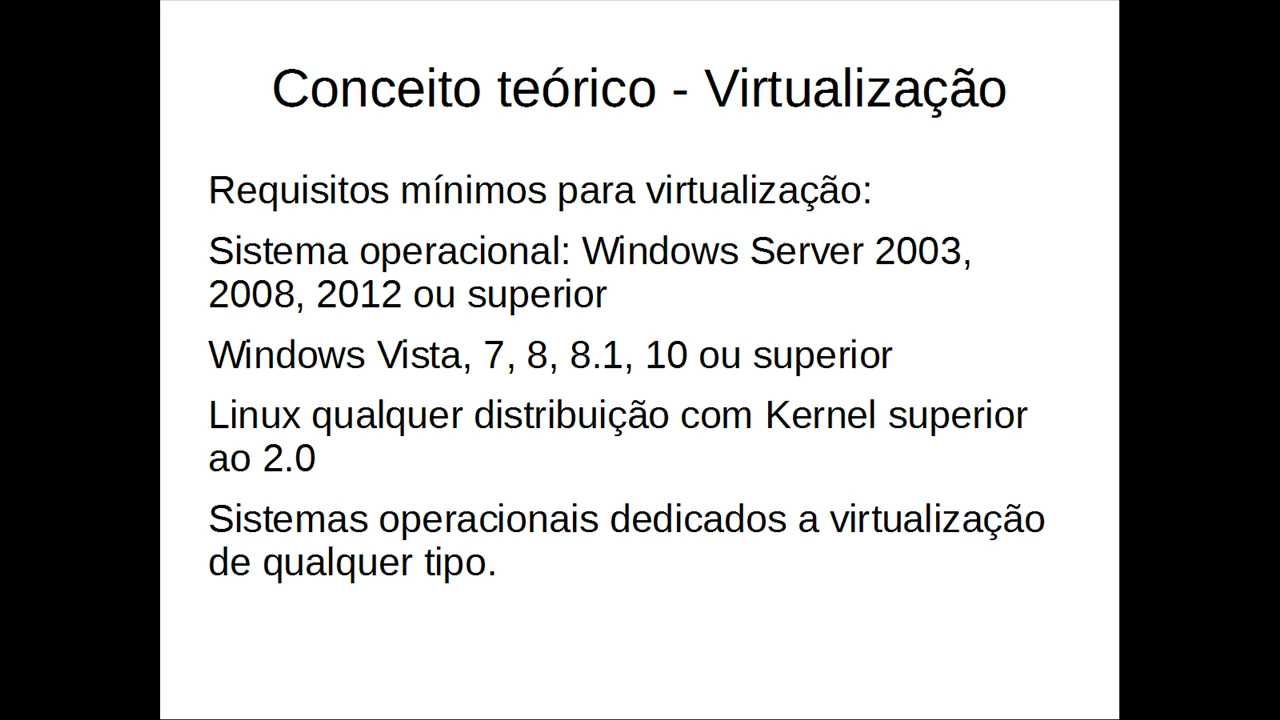 Conceito teórico - Virtualização
Requisitos mínimos para virtualização:
Sistema operacional: Windows Server 2003,
2008, 2012 ou superior
Windows Vista, 7, 8, 8.1, 10 ou superior
Linux qualquer distribuição com Kernel superior
ao 2.0
Sistemas operacionais dedicados a virtualização
de qualquer tipo.